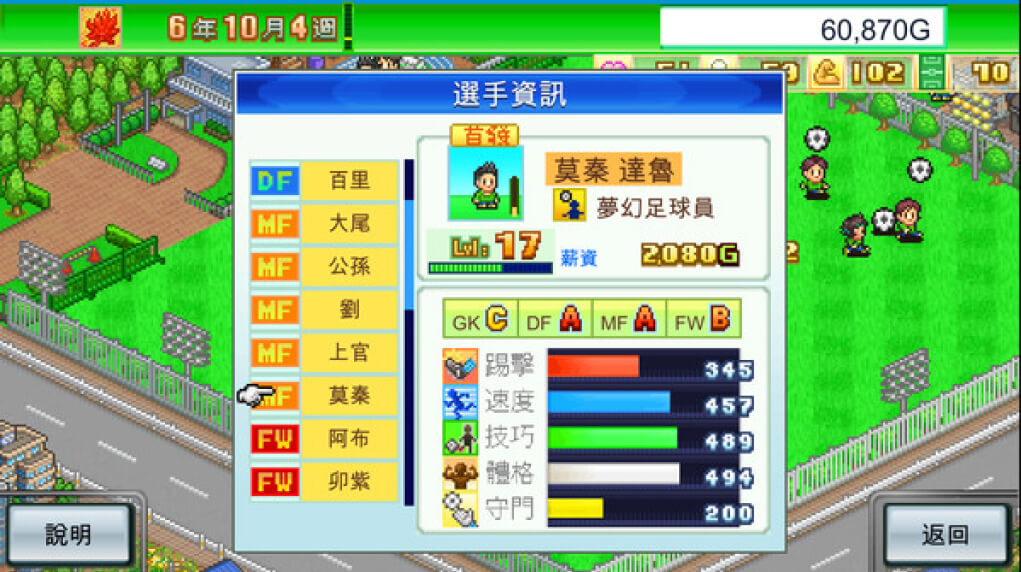 6年10月4週
60,870G
102
70
選手資訊
首發
莫秦 達魯
夢幻足球員
Lv: 17
薪資 2080G
DF 百里
MF 大尾
MF 公孫
MF 劉
MF 上官
MF 莫秦
FW 阿布
FW 卯紫
GK C DF A MF A FW B
踢擊 345
速度 457
技巧 489
體格 494
守門 200
說明
返回